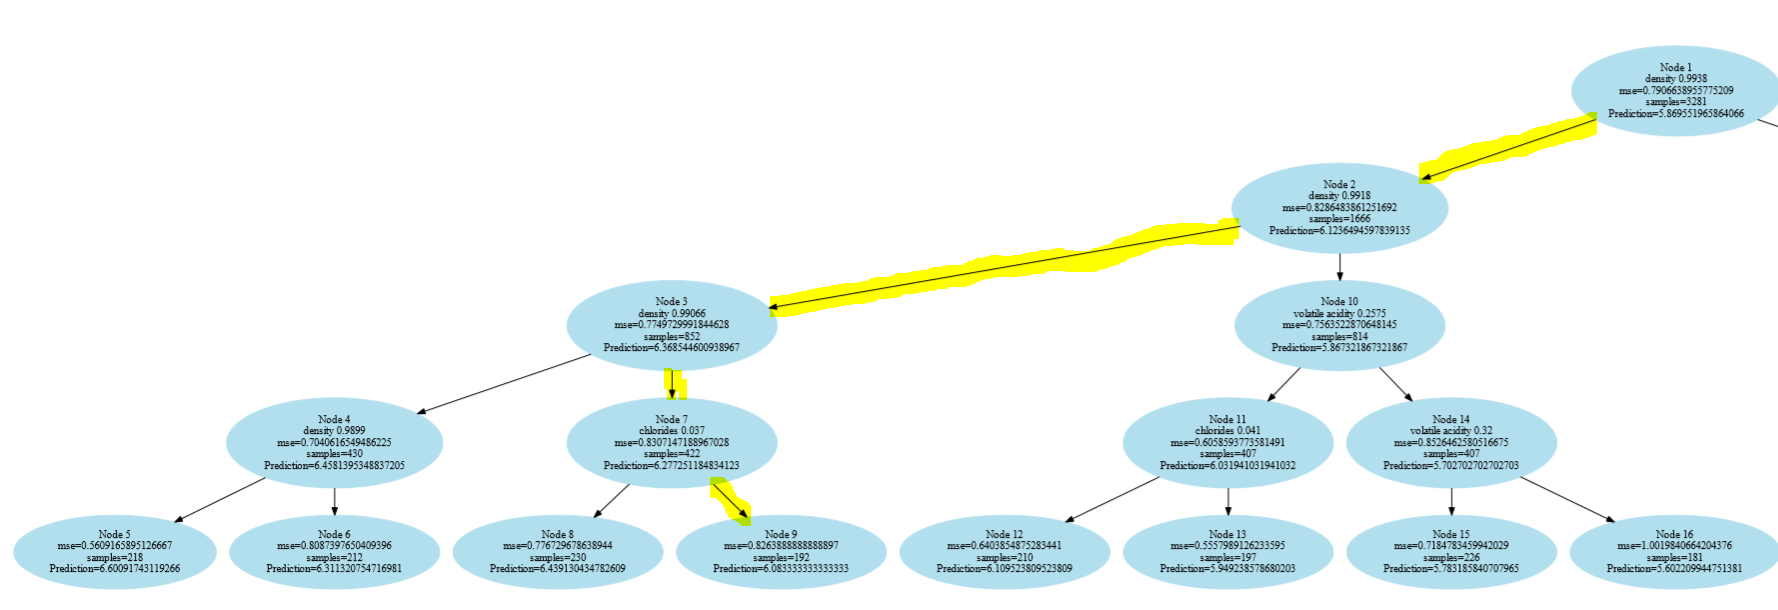 Node 1
density 0.9938
mse=0.7906638955775209
samples=3281
Prediction=5.869551965864066
Node 2
density 0.9918
mse=0.8286483861251692
samples=1666
Prediction=6.1236494597839135
Node 3
density 0.99066
mse=0.7749729991844628
samples=852
Prediction=6.368544600938967
Node 10
volatile acidity 0.2575
mse=0.7563522870648145
samples=814
Prediction=5.867321867321867
Node 4
density 0.9899
mse=0.7040616549486225
samples=430
Prediction=6.4581395348837205
Node 7
chlorides 0.037
mse=0.8307147188967028
samples=422
Prediction=6.277251184834123
Node 11
chlorides 0.041
mse=0.6058593773581491
samples=407
Prediction=6.031941031941032
Node 14
volatile acidity 0.32
mse=0.8526462580516675
samples=407
Prediction=5.702702702702703
Node 5
mse=0.5609165895126667
samples=218
Prediction=6.60091743119266
Node 6
mse=0.8087397650409396
samples=212
Prediction=6.311320754716981
Node 8
mse=0.776729678638944
samples=230
Prediction=6.439130434782609
Node 9
mse=0.8263888888888897
samples=192
Prediction=6.083333333333333
Node 12
mse=0.6403854875283441
samples=210
Prediction=6.109523809523809
Node 13
mse=0.5557989126233595
samples=197
Prediction=5.949238578680203
Node 15
mse=0.7184783459942029
samples=226
Prediction=5.783185840707965
Node 16
mse=1.0019840664204376
samples=181
Prediction=5.602209944751381